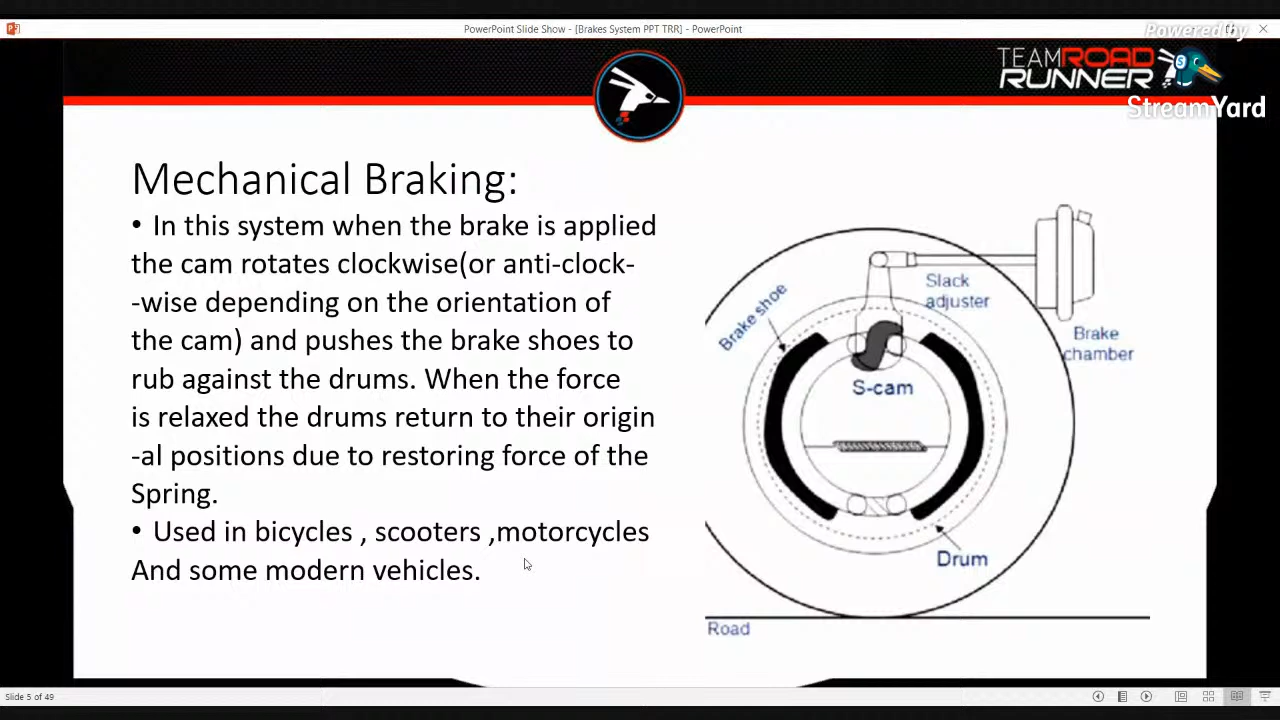 PowerPoint Slide Show - [Brakes System PPT TRR] - PowerPoint
Powered by
TEAMROAD
RUNNER
StreamYard
Mechanical Braking:
• In this system when the brake is applied
the cam rotates clockwise(or anti-clock-
-wise depending on the orientation of
the cam) and pushes the brake shoes to
rub against the drums. When the force
is relaxed the drums return to their origin
-al positions due to restoring force of the
Spring.
• Used in bicycles , scooters ,motorcycles
And some modern vehicles.
Slack
adjuster
Brake shoe
Brake
chamber
S-cam
Drum
Road
Slide 5 of 49